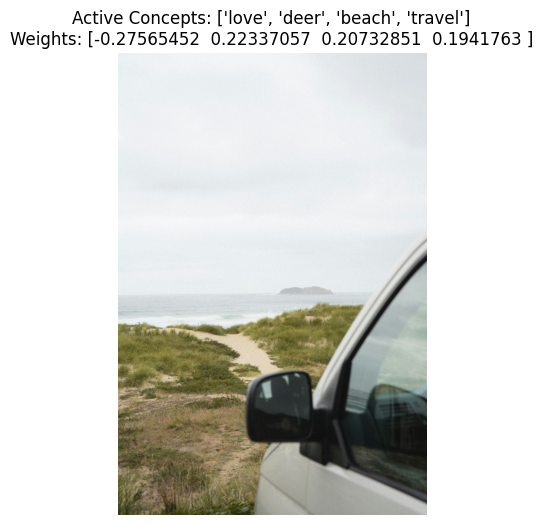 Active Concepts: ['love', 'deer', 'beach', 'travel']
Weights: [-0.27565452  0.22337057  0.20732851  0.1941763 ]